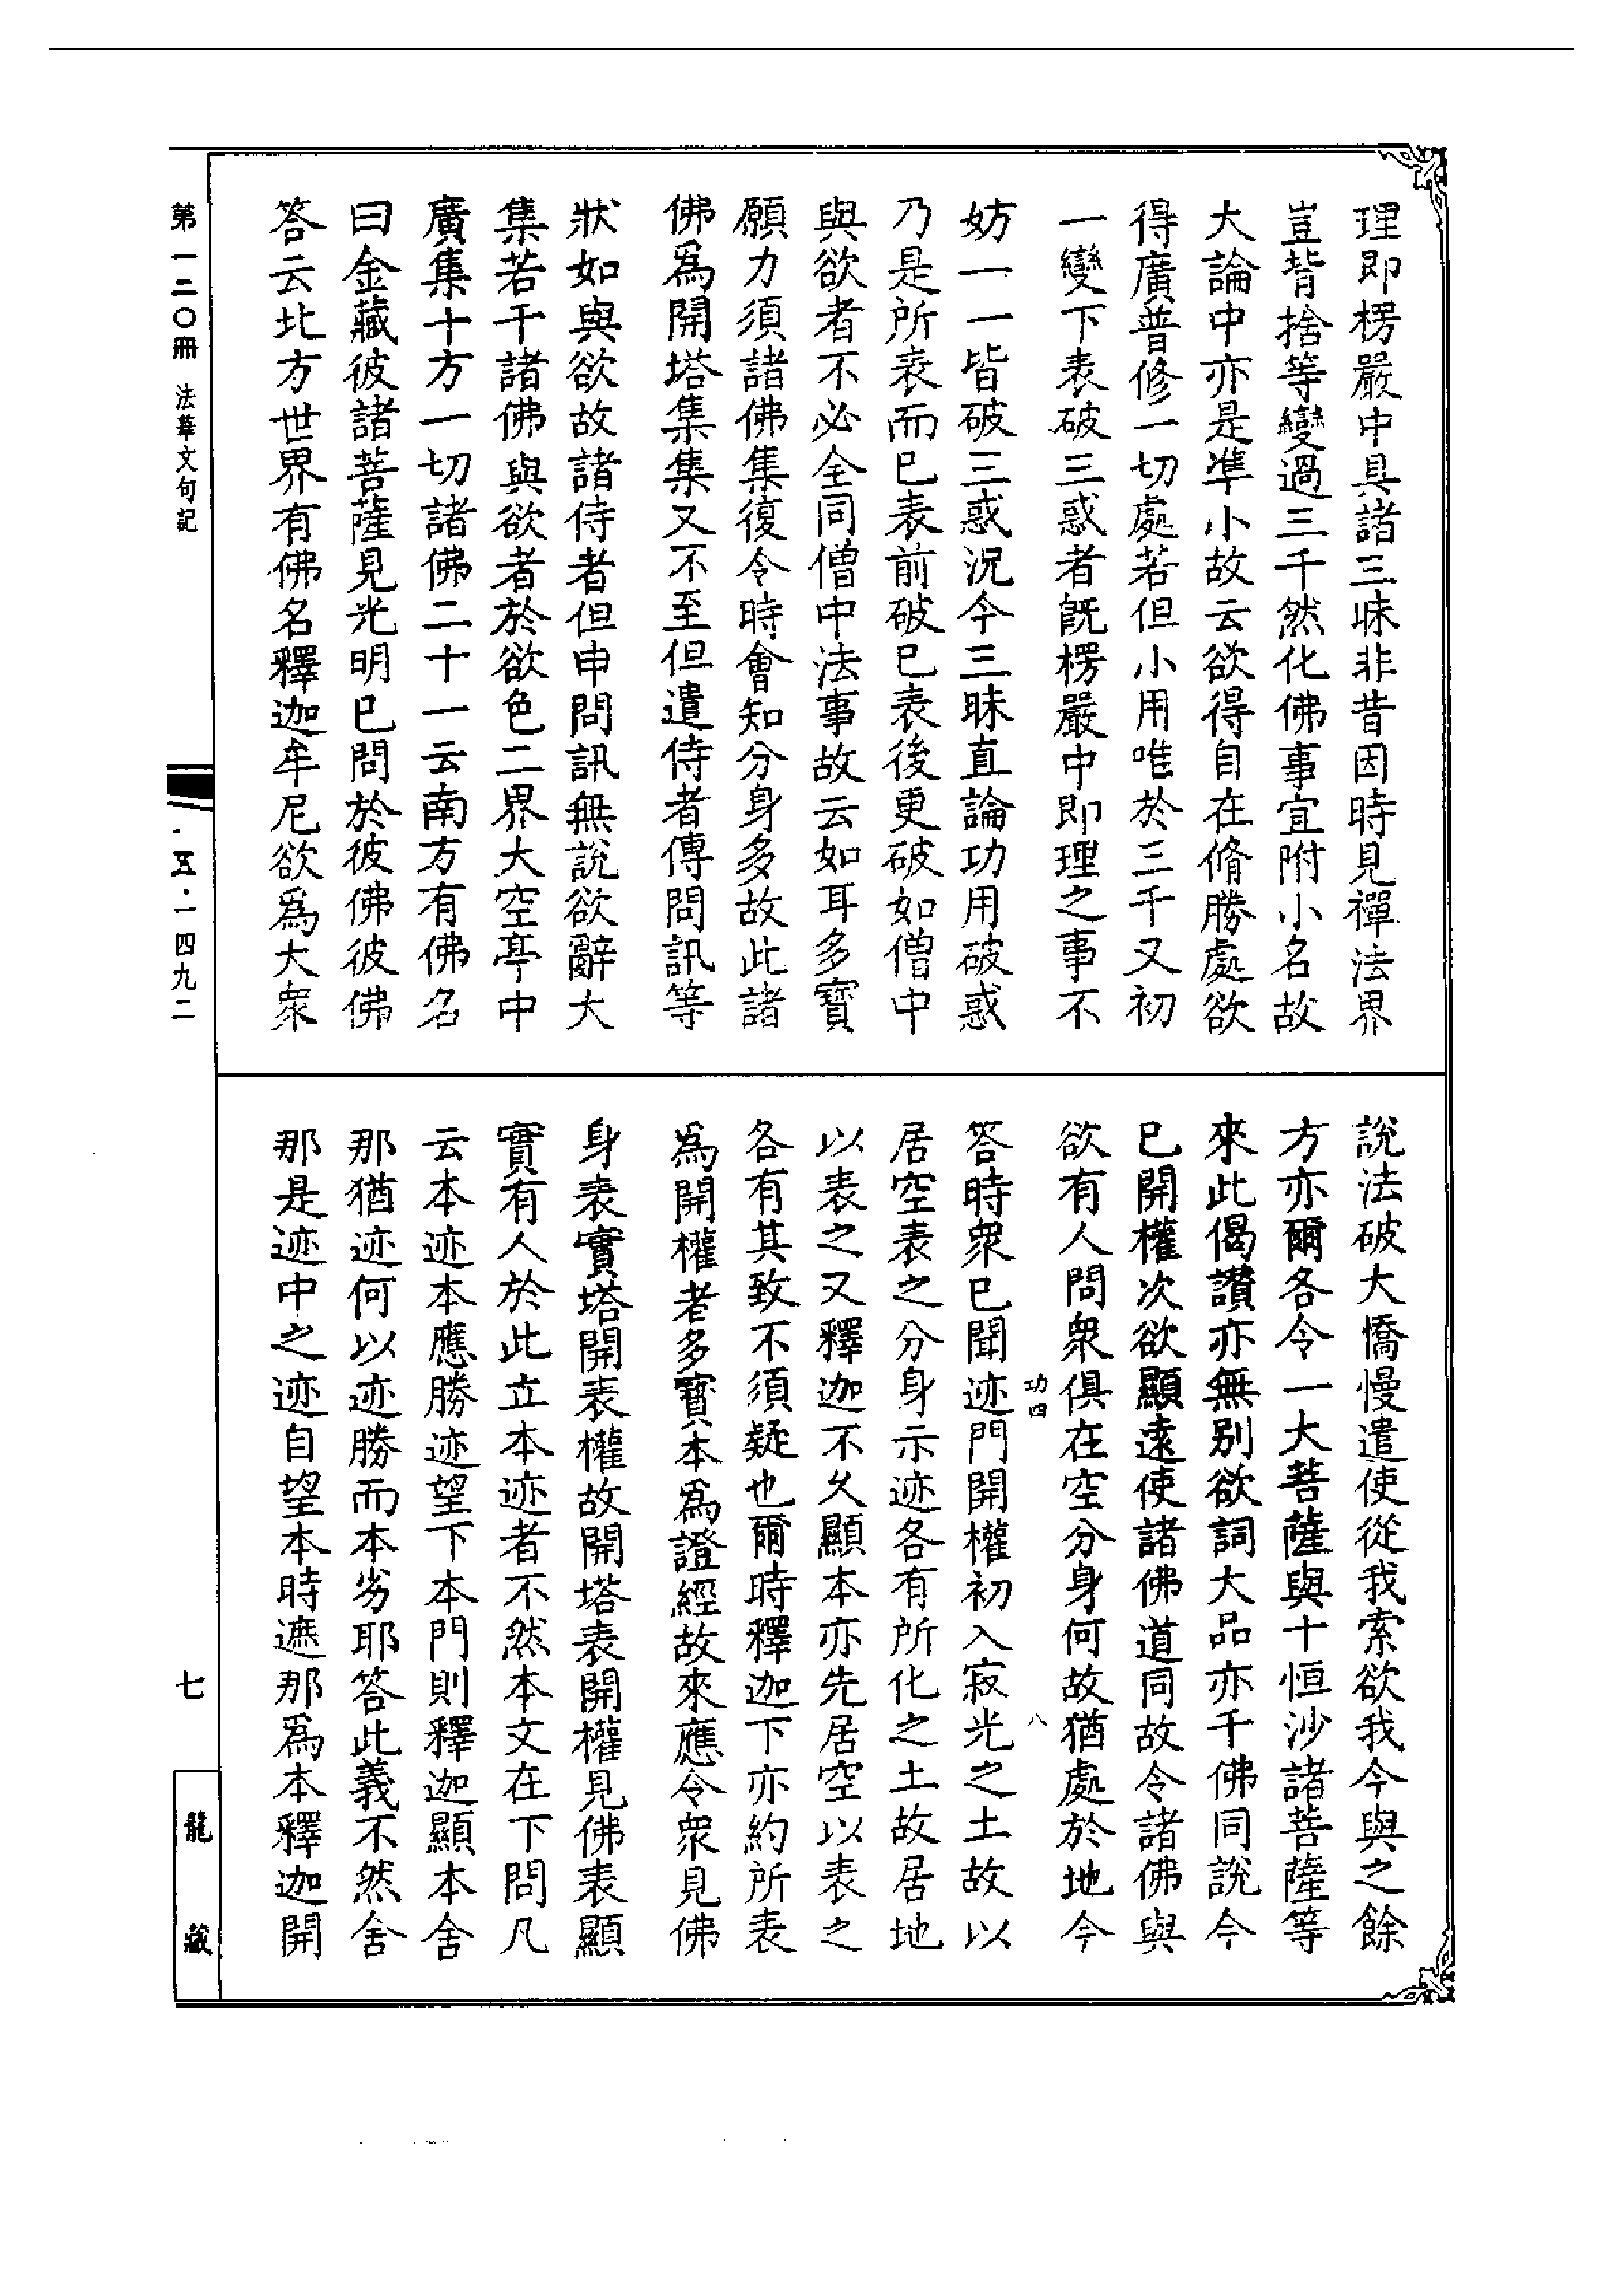 理即楞嚴中具諸三昧非昔因時見禪法界
豈背捨等變過三千然化佛事宜附小名故
大論中亦是準小故云欲得自在脩勝處欲
得廣普修一切處若但小用唯於三千又初
一變下表破三惑者旣楞嚴中即理之事不
妨一一皆破三惑況今三昧直論功用破惑
乃是所表而已表前破已表後更破如僧中
與欲者不必全同僧中法事故云如耳多寶
願力須諸佛集復令時會知分身多故此諸
佛爲開塔集集又不至但遣侍者傳問訊等
狀如與欲故諸侍者但申問訊無說欲辭大
集若干諸佛與欲者於欲色二界大空亭中
廣集十方一切諸佛二十一云南方有佛名
曰金藏彼諸菩薩見光明已問於彼佛彼佛
答云北方世界有佛名釋迦牟尼欲爲大衆
說法破大憍慢遣使從我索欲我今與之餘
方亦爾各令一大菩薩與十恒沙諸菩薩等
來此偈讚亦無别欲詞大品亦千佛同說今
已開權次欲顯遠使諸佛道同故令諸佛與
欲有人問衆俱在空分身何故猶處於地今
功四
八
答時衆已聞迹門開權初入寂光之土故以
居空表之分身示迹各有所化之土故居地
以表之又釋迦不久顯本亦先居空以表之
各有其致不須疑也爾時釋迦下亦約所表
爲開權者多寶本爲證經故來應令衆見佛
身表實塔開表權故開塔表開權見佛表顯
實有人於此立本迹者不然本文在下問凡
云本迹本應勝迹望下本門則釋迦顯本舍
那猶迹何以迹勝而本劣耶答此義不然舍
那是迹中之迹自望本時遮那爲本釋迦開
第一二〇冊 法華文句記
五·一四九二
七
龍藏